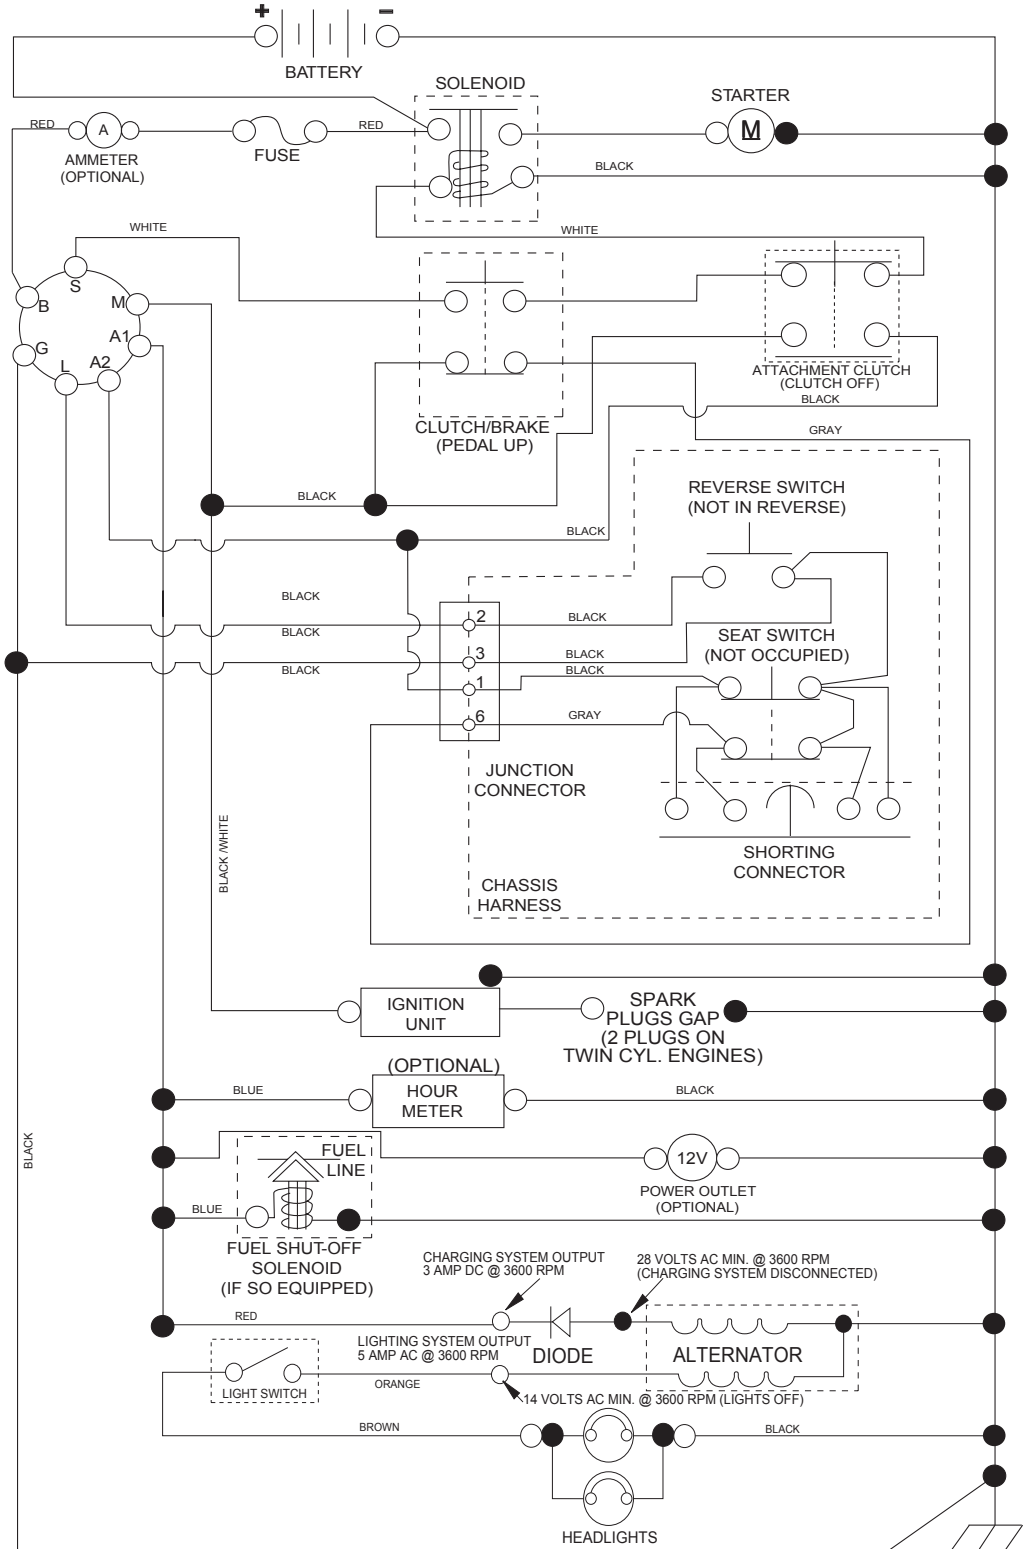 + −
BATTERY
SOLENOID
STARTER
RED
A
RED
M
AMMETER
(OPTIONAL)
FUSE
BLACK
WHITE
WHITE
S
B
M
G
A1
L
A2
ATTACHMENT CLUTCH
(CLUTCH OFF)
BLACK
CLUTCH/BRAKE
(PEDAL UP)
GRAY
BLACK
REVERSE SWITCH
(NOT IN REVERSE)
BLACK
BLACK
2
BLACK
BLACK
SEAT SWITCH
(NOT OCCUPIED)
3
BLACK
BLACK
BLACK
1
6
GRAY
JUNCTION
CONNECTOR
BLACK /WHITE
SHORTING
CONNECTOR
CHASSIS
HARNESS
IGNITION
UNIT
SPARK
PLUGS GAP
(2 PLUGS ON
TWIN CYL. ENGINES)
(OPTIONAL)
HOUR
METER
BLUE
BLACK
BLACK
FUEL
LINE
12V
POWER OUTLET
(OPTIONAL)
BLUE
FUEL SHUT-OFF
SOLENOID
(IF SO EQUIPPED)
CHARGING SYSTEM OUTPUT
3 AMP DC @ 3600 RPM
28 VOLTS AC MIN. @ 3600 RPM
(CHARGING SYSTEM DISCONNECTED)
RED
LIGHTING SYSTEM OUTPUT
5 AMP AC @ 3600 RPM
DIODE
ALTERNATOR
LIGHT SWITCH
ORANGE
14 VOLTS AC MIN. @ 3600 RPM (LIGHTS OFF)
BROWN
BLACK
HEADLIGHTS